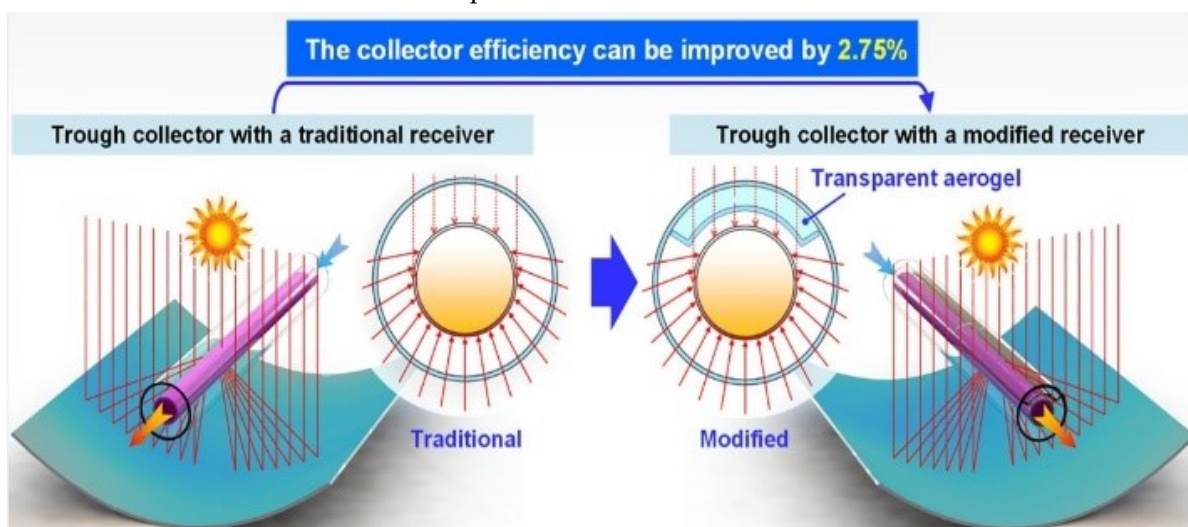 The collector efficiency can be improved by 2.75%
Trough collector with a traditional receiver
Trough collector with a modified receiver
Transparent aerogel
Traditional
Modified